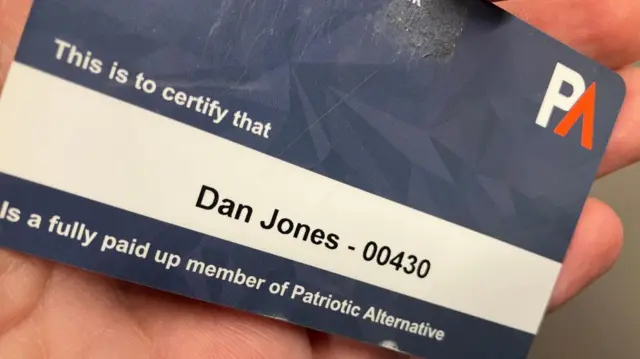 This is to certify that
PA
Dan Jones - 00430
Is a fully paid up member of Patriotic Alternative